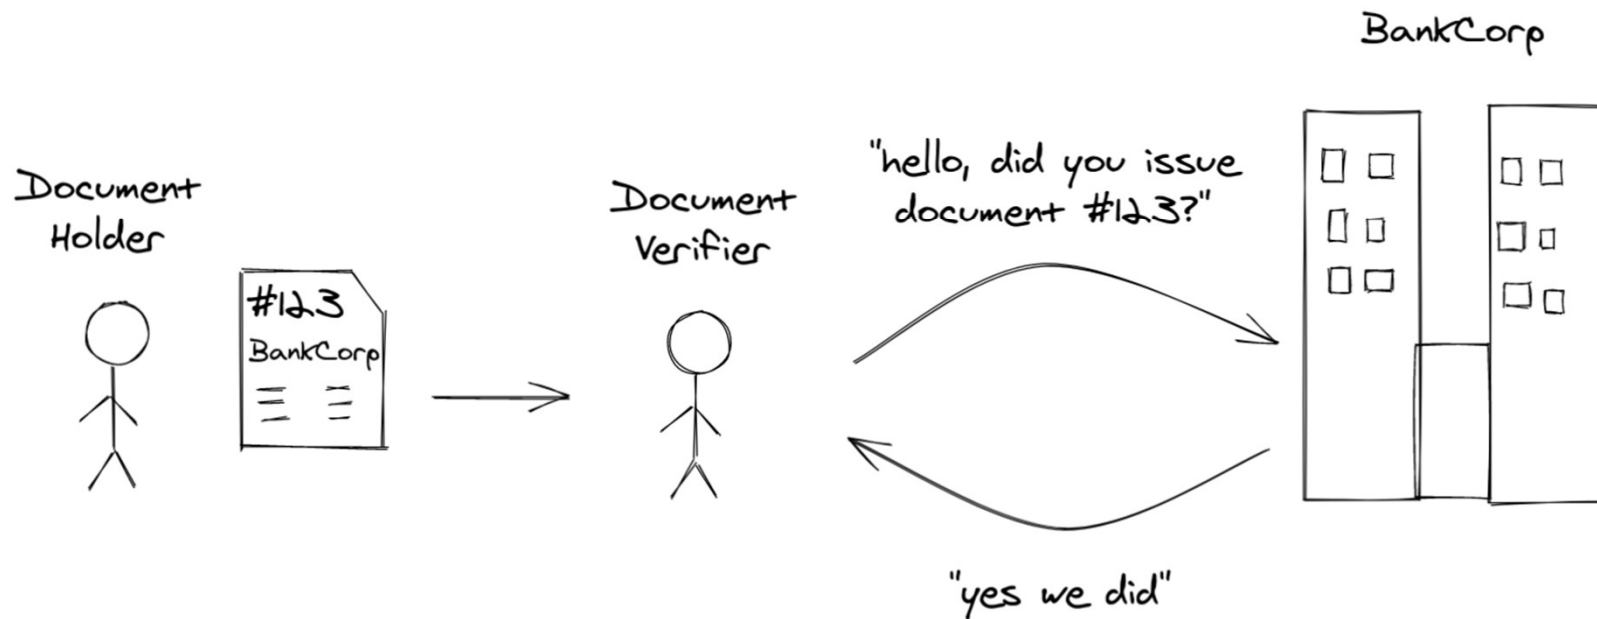 BankCorp
Document
Holder
#123
BankCorp
Document
Verifier
"hello, did you issue
document #123?"
"yes we did"